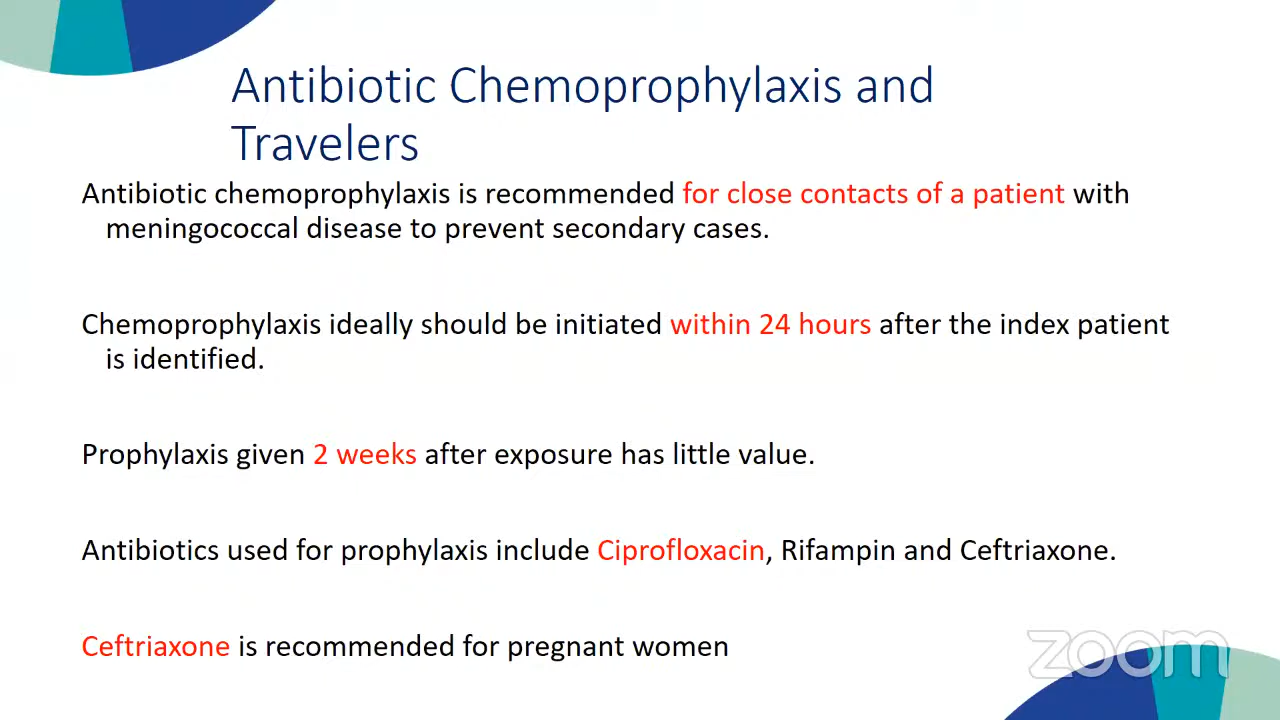 Antibiotic Chemoprophylaxis and
Travelers
Antibiotic chemoprophylaxis is recommended for close contacts of a patient with
meningococcal disease to prevent secondary cases.
Chemoprophylaxis ideally should be initiated within 24 hours after the index patient
is identified.
Prophylaxis given 2 weeks after exposure has little value.
Antibiotics used for prophylaxis include Ciprofloxacin, Rifampin and Ceftriaxone.
Ceftriaxone is recommended for pregnant women
zoom